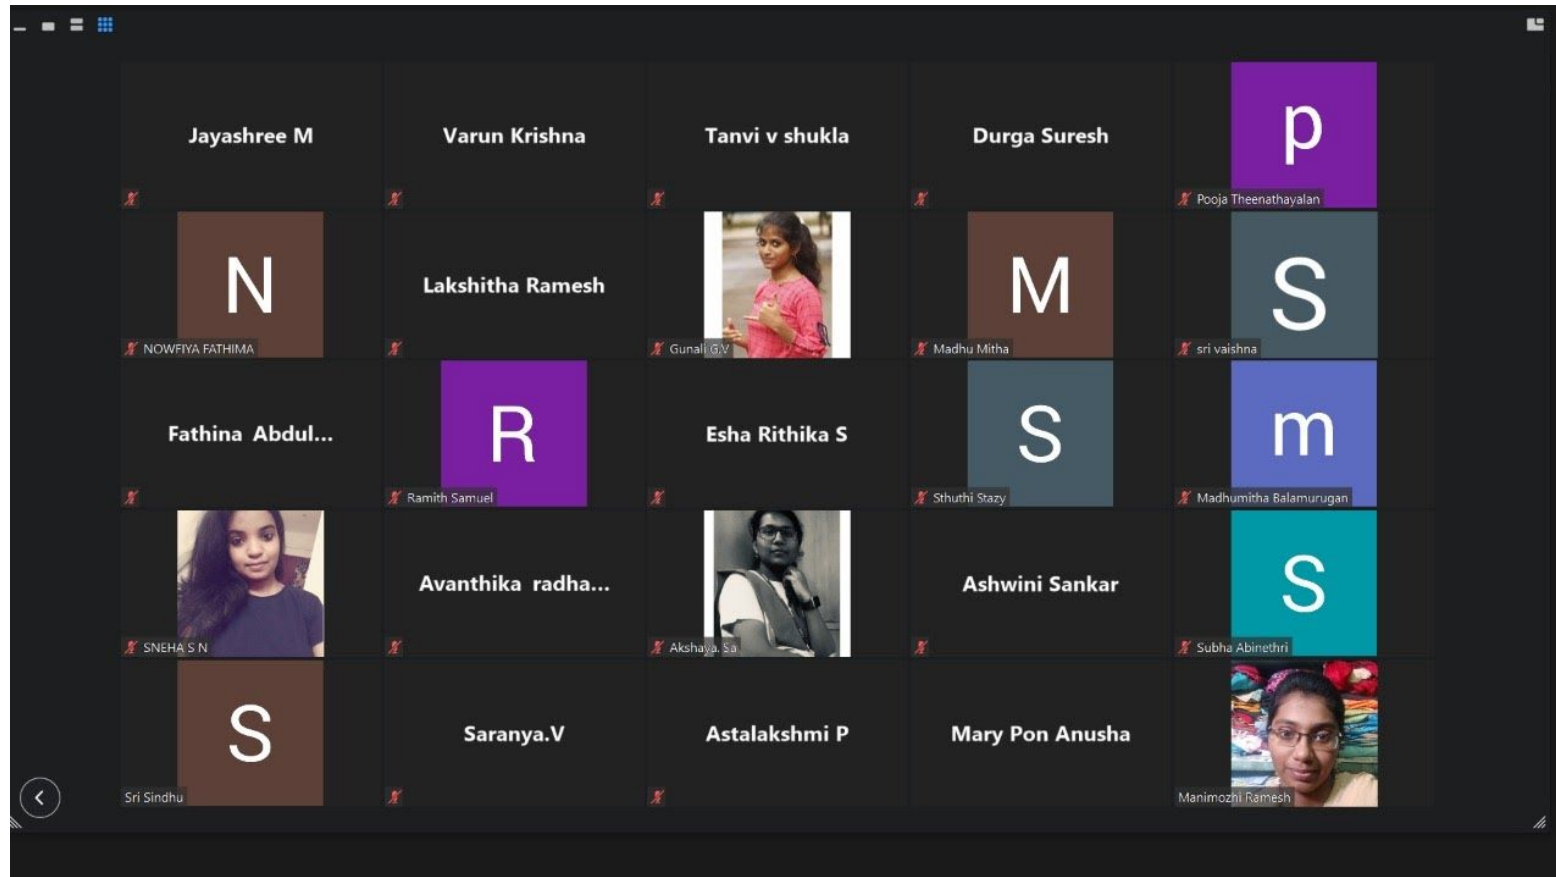 Jayashree M
Varun Krishna
Tanvi v shukla
Durga Suresh
p
Pooja Theenathayalan
N
NOWFIYA FATHIMA
Lakshitha Ramesh
Gunali G.V
M
Madhu Mitha
S
sri vaishna
Fathina Abdul...
R
Ramith Samuel
Esha Rithika S
S
Sthuthi Stazy
m
Madhumitha Balamurugan
SNEHA S N
Avanthika radha...
Akshaya. Sa
Ashwini Sankar
S
Subha Abinethri
S
Sri Sindhu
Saranya.V
Astalakshmi P
Mary Pon Anusha
Manimozhi Ramesh